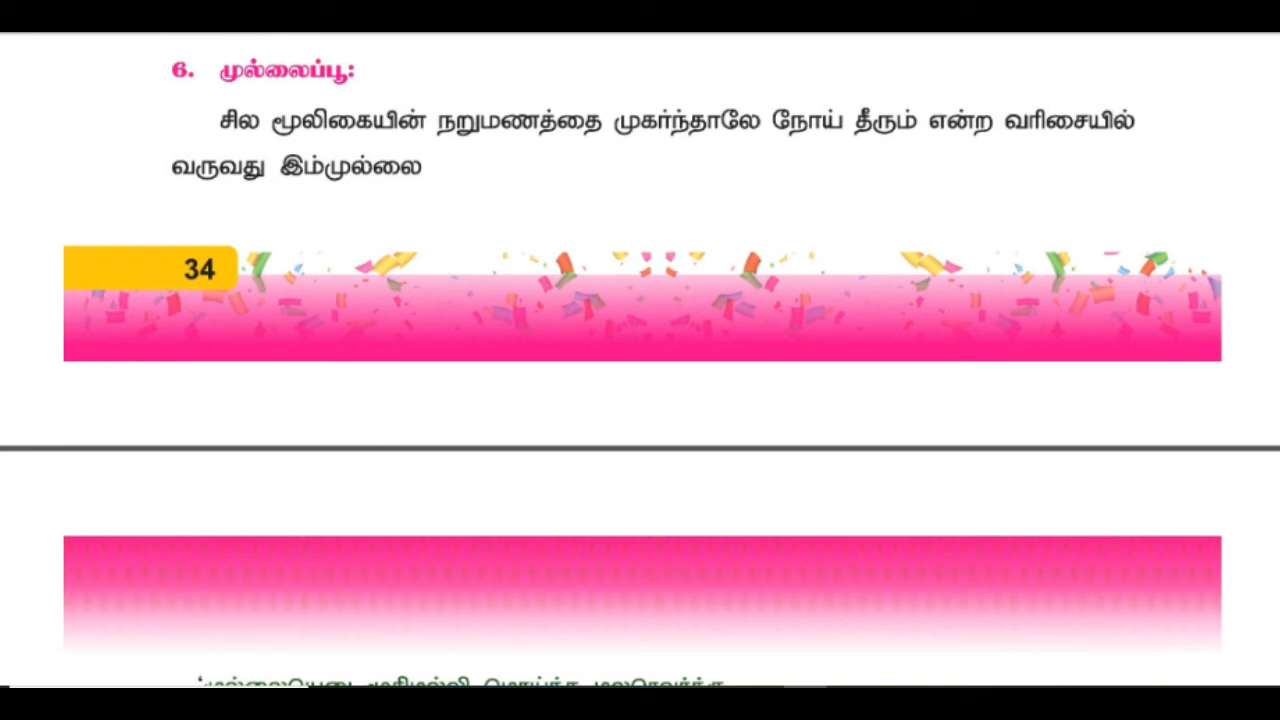 6. முல்லைப்பூ:
சில மூலிகையின் நறுமணத்தை முகர்ந்தாலே நோய் தீரும் என்ற வரிசையில்
வருவது இம்முல்லை
34